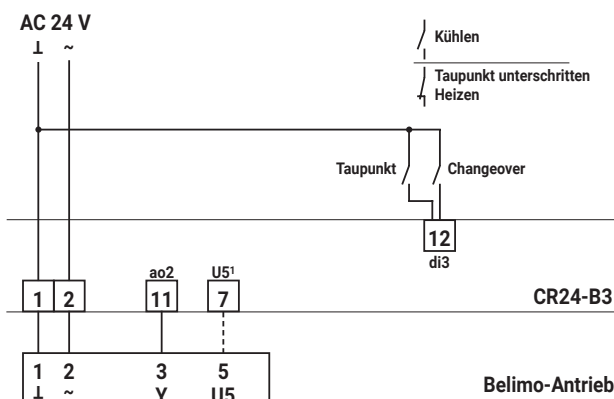 AC 24 V
⊥ ~
Kühlen
Taupunkt unterschritten
Heizen
Taupunkt
Changeover
12
di3
ao2 U5¹
1 2 11 7
CR24-B3
1 2 3 5
⊥ ~ Y U5
Belimo-Antrieb